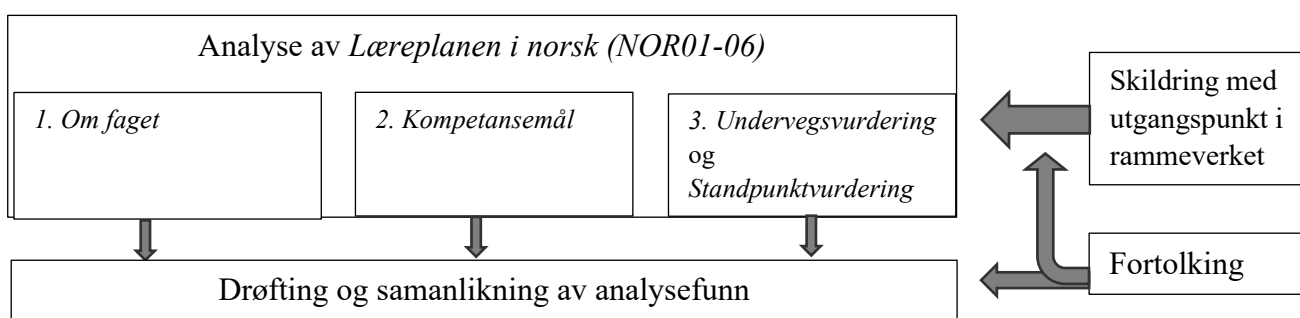 Analyse av Læreplanen i norsk (NOR01-06)
1. Om faget
2. Kompetansemål
3. Undervegsvurdering
og
Standpunktvurdering
Drøfting og samanlikning av analysefunn
Skildring med
utgangspunkt i
rammeverket
Fortolking